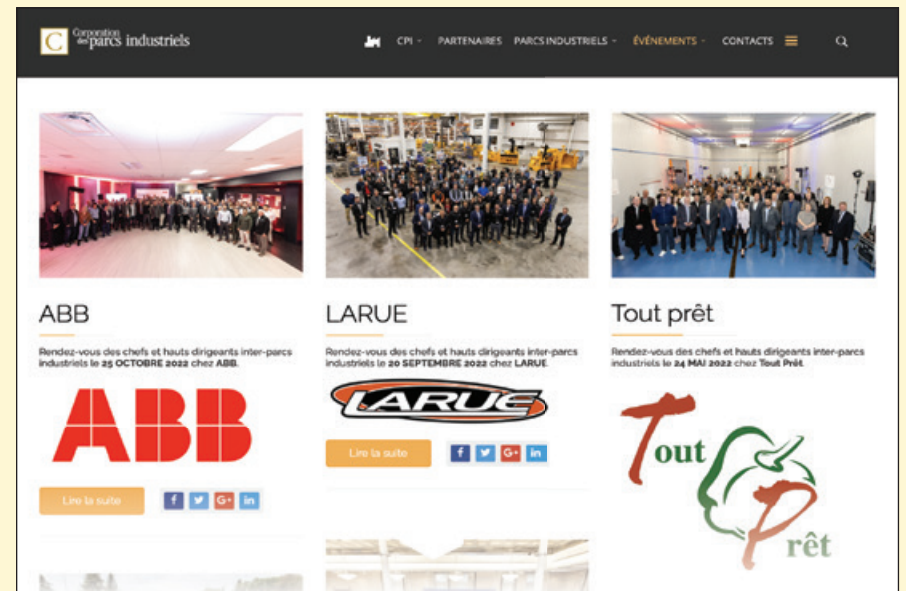 C Corporation
des parcs industriels
CPI PARTENAIRES PARCS INDUSTRIELS ÉVÉNEMENTS CONTACTS
ABB
Rendez-vous des chefs et hauts dirigeants inter-parcs
industriels le 25 OCTOBRE 2022 chez ABB.
ABB
Lire la suite
f G+ in
LARUE
Rendez-vous des chefs et hauts dirigeants inter-parcs
industriels le 20 SEPTEMBRE 2022 chez LARUE.
LARUE
Lire la suite
f G+ in
Tout prêt
Rendez-vous des chefs et hauts dirigeants inter-parcs
industriels le 24 MAI 2022 chez Tout Prêt.
Tout
Prêt